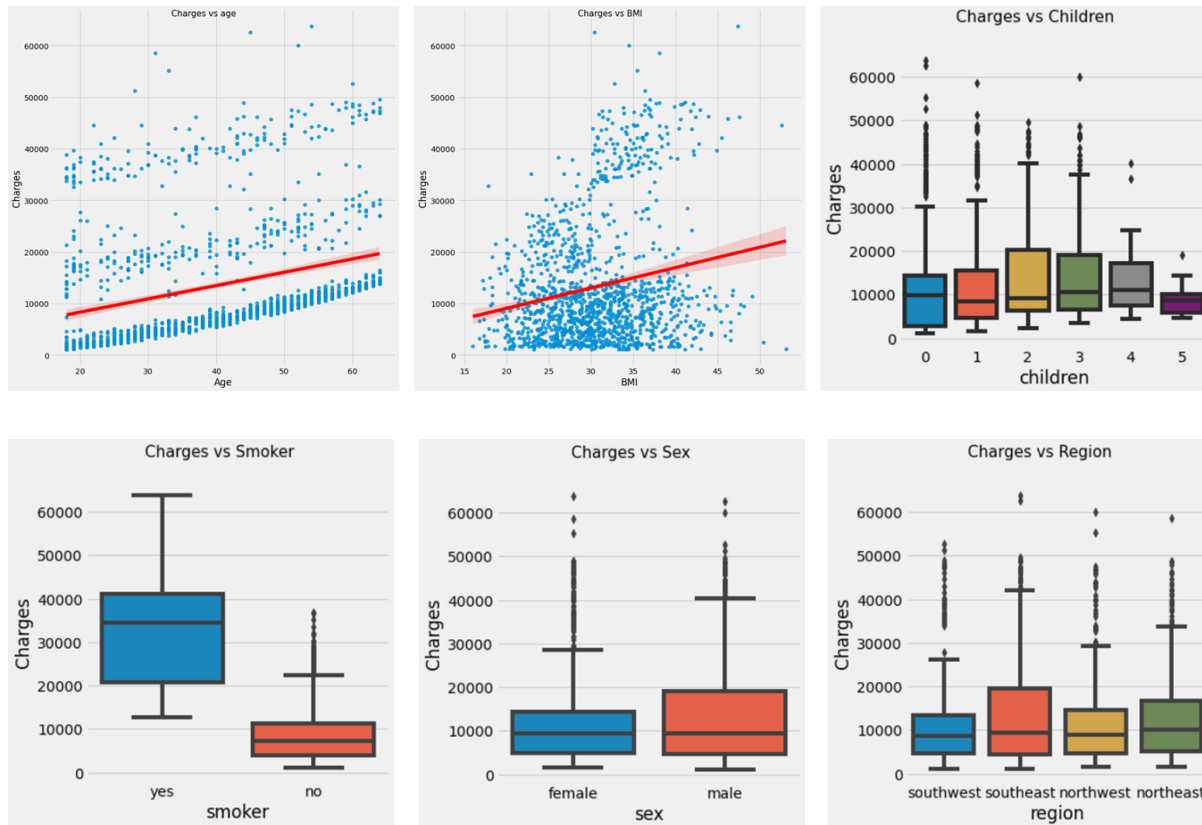 Charges vs age
60000
50000
40000
30000
20000
10000
0
Charges
20 30 40 50 60
Age
Charges vs BMI
60000
50000
40000
30000
20000
10000
0
Charges
15 20 25 30 35 40 45 50
BMI
Charges vs Children
60000
50000
40000
30000
20000
10000
0
Charges
0 1 2 3 4 5
children
Charges vs Smoker
60000
50000
40000
30000
20000
10000
0
Charges
yes no
smoker
Charges vs Sex
60000
50000
40000
30000
20000
10000
0
Charges
female male
sex
Charges vs Region
60000
50000
40000
30000
20000
10000
0
Charges
southwest southeast northwest northeast
region